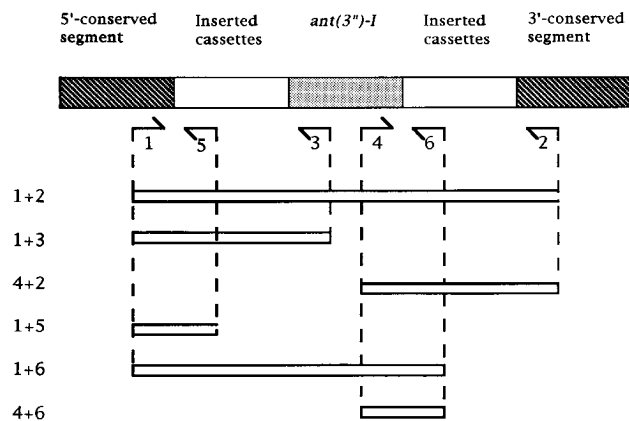 5'-conserved segment
Inserted cassettes
ant(3")-I
Inserted cassettes
3'-conserved segment
1 5 3 4 6 2
1+2
1+3
4+2
1+5
1+6
4+6